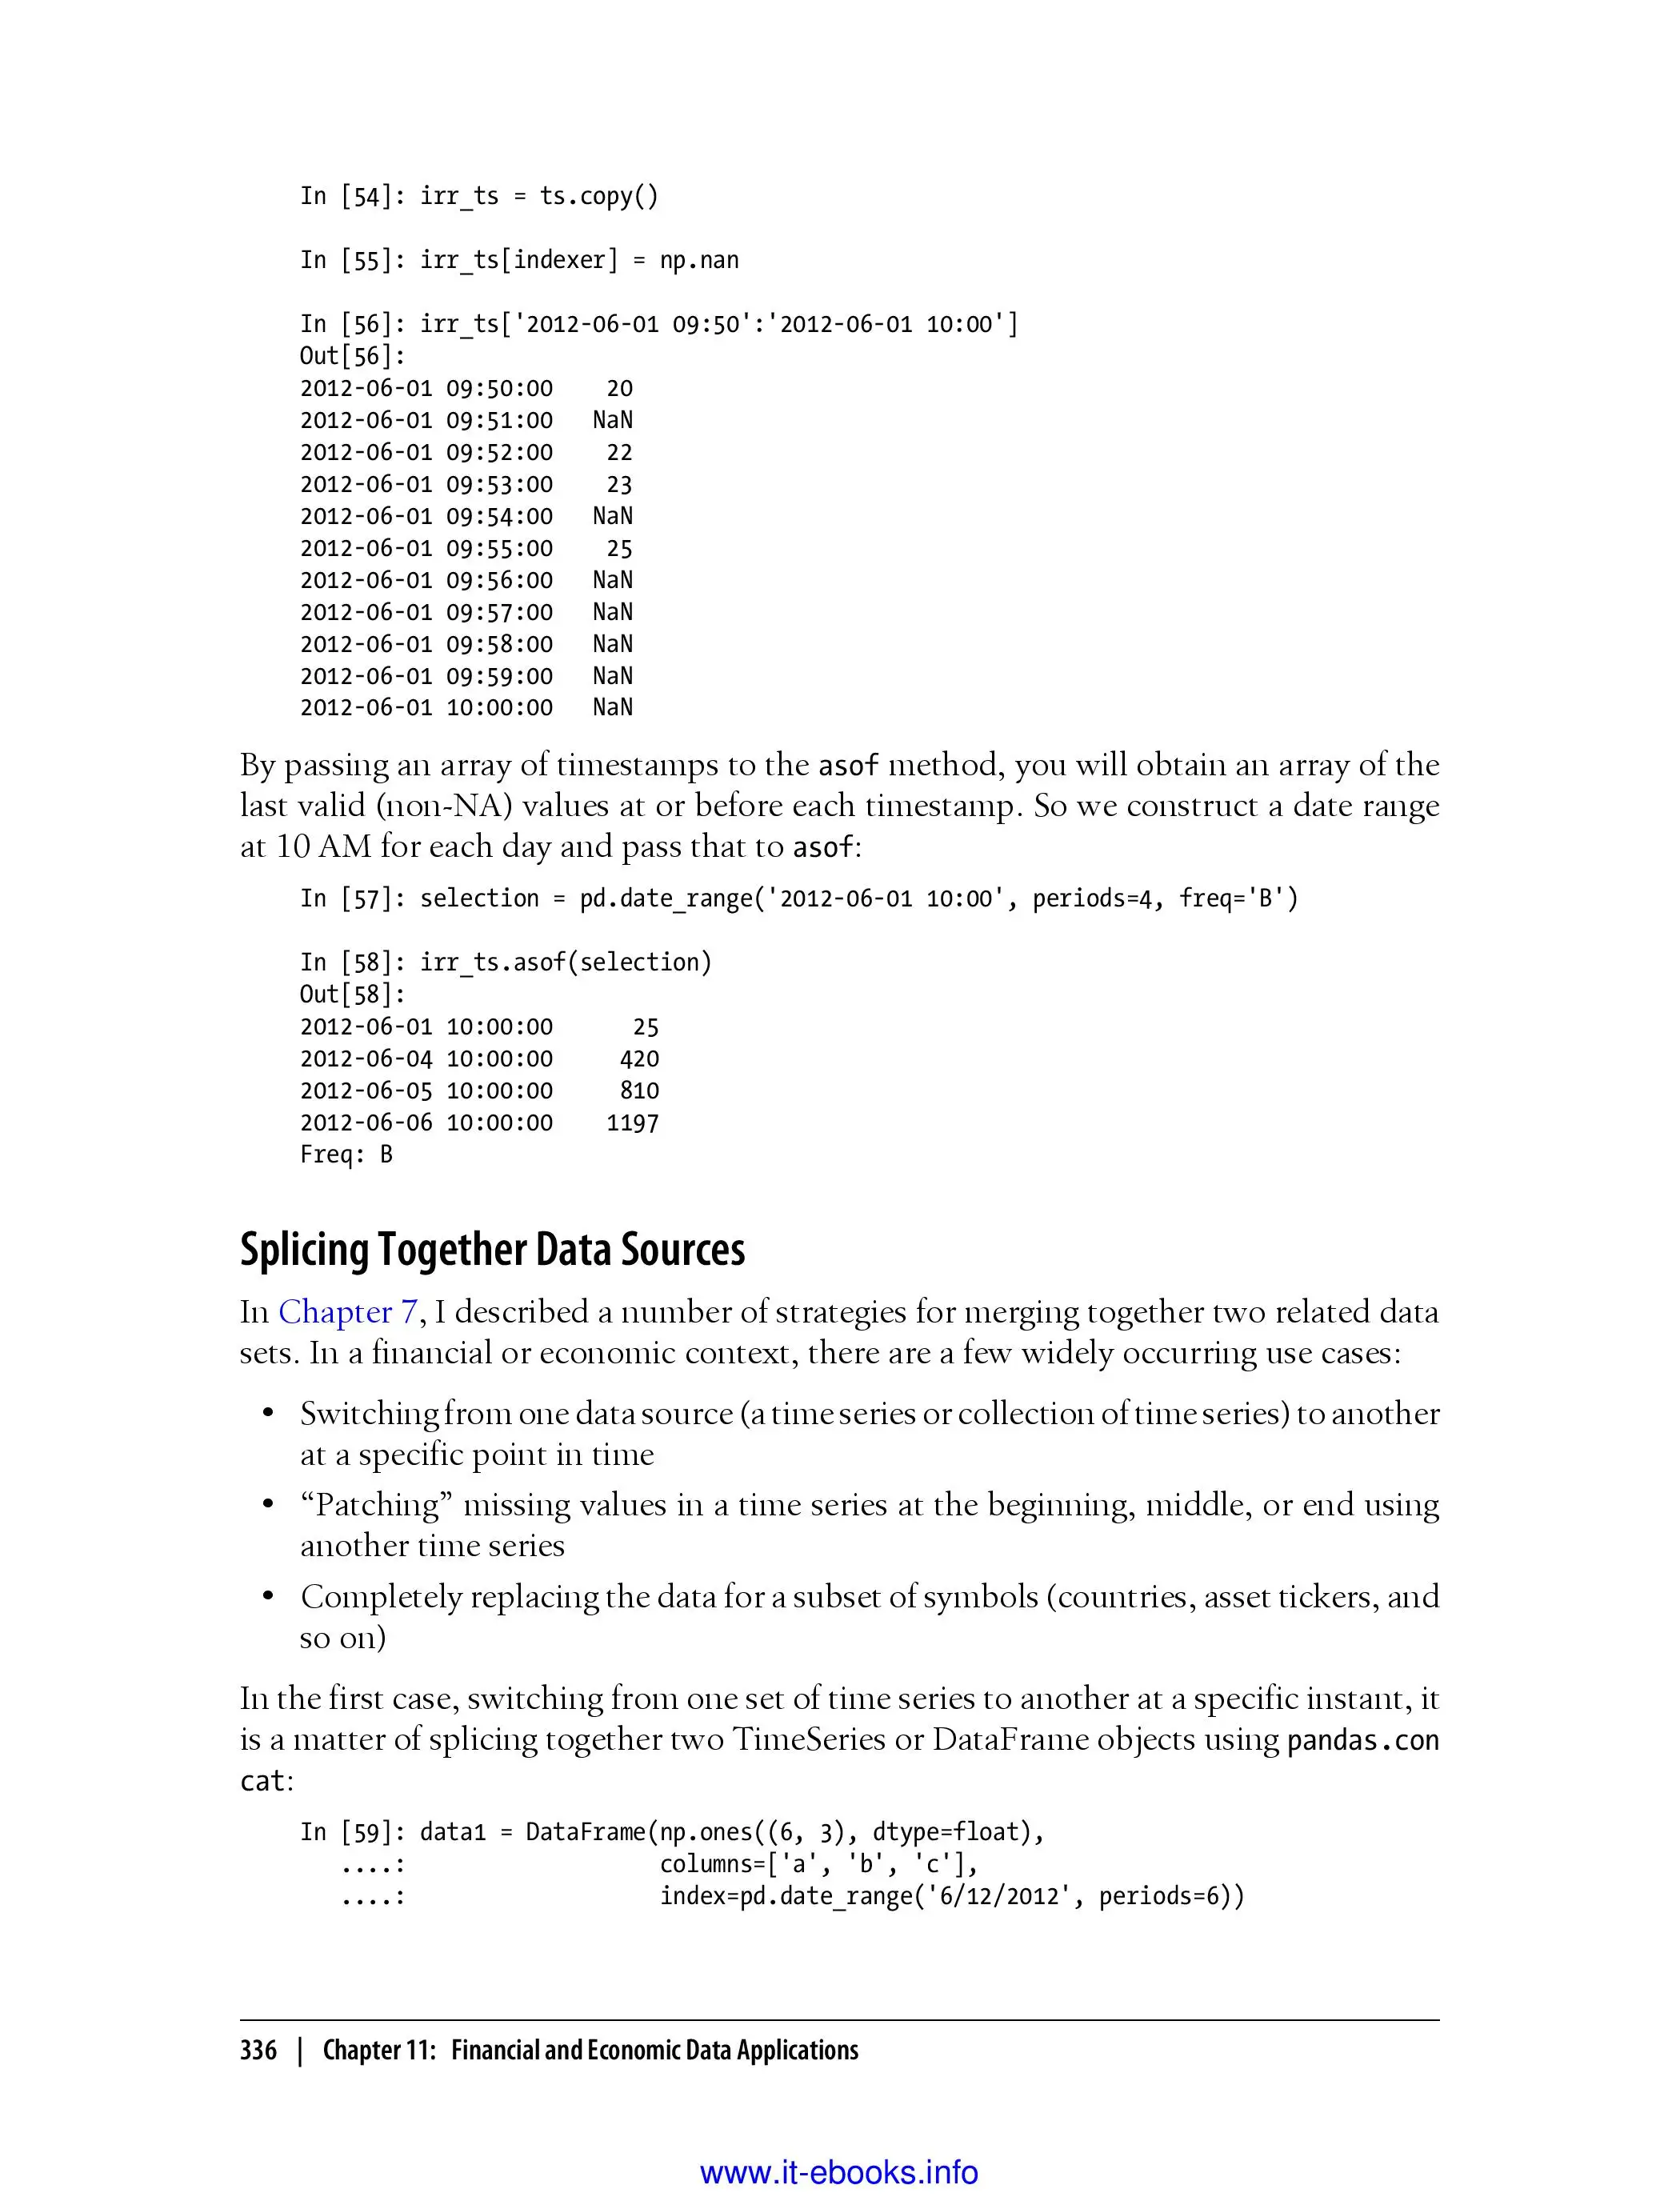 In [54]: irr_ts = ts.copy()
In [55]: irr_ts[indexer] = np.nan
In [56]: irr_ts['2012-06-01 09:50':'2012-06-01 10:00']
Out[56]:
2012-06-01 09:50:00    20
2012-06-01 09:51:00   NaN
2012-06-01 09:52:00    22
2012-06-01 09:53:00    23
2012-06-01 09:54:00   NaN
2012-06-01 09:55:00    25
2012-06-01 09:56:00   NaN
2012-06-01 09:57:00   NaN
2012-06-01 09:58:00   NaN
2012-06-01 09:59:00   NaN
2012-06-01 10:00:00   NaN
By passing an array of timestamps to the asof method, you will obtain an array of the
last valid (non-NA) values at or before each timestamp. So we construct a date range
at 10 AM for each day and pass that to asof:
In [57]: selection = pd.date_range('2012-06-01 10:00', periods=4, freq='B')
In [58]: irr_ts.asof(selection)
Out[58]:
2012-06-01 10:00:00      25
2012-06-04 10:00:00     420
2012-06-05 10:00:00     810
2012-06-06 10:00:00    1197
Freq: B
Splicing Together Data Sources
In Chapter 7, I described a number of strategies for merging together two related data
sets. In a financial or economic context, there are a few widely occurring use cases:
• Switching from one data source (a time series or collection of time series) to another
at a specific point in time
• “Patching” missing values in a time series at the beginning, middle, or end using
another time series
• Completely replacing the data for a subset of symbols (countries, asset tickers, and
so on)
In the first case, switching from one set of time series to another at a specific instant, it
is a matter of splicing together two TimeSeries or DataFrame objects using pandas.con
cat:
In [59]: data1 = DataFrame(np.ones((6, 3), dtype=float),
   ....:                   columns=['a', 'b', 'c'],
   ....:                   index=pd.date_range('6/12/2012', periods=6))
336 | Chapter 11: Financial and Economic Data Applications
www.it-ebooks.info